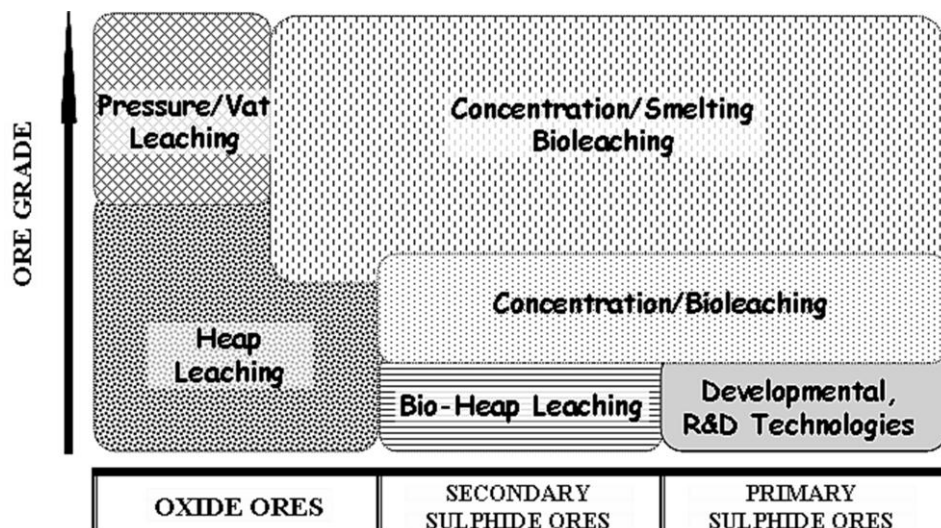 ORE GRADE
Pressure/Vat
Leaching
Concentration/Smelting
Bioleaching
Concentration/Bioleaching
Heap
Leaching
Bio-Heap Leaching
Developmental,
R&D Technologies
OXIDE ORES
SECONDARY
SULPHIDE ORES
PRIMARY
SULPHIDE ORES